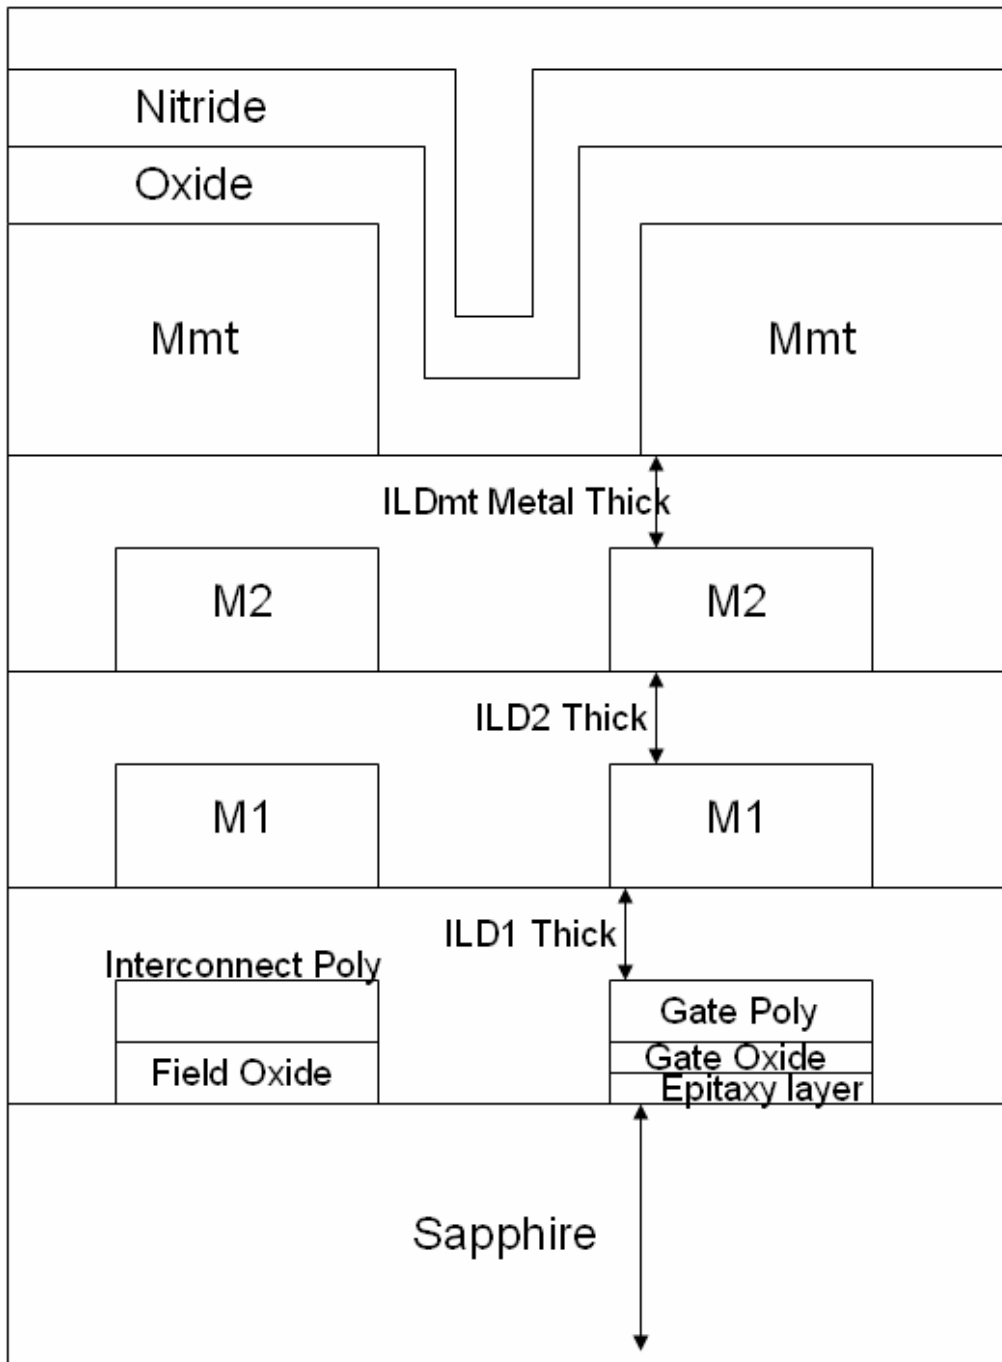 Nitride
Oxide
Mmt Mmt
ILDmt Metal Thick
M2 M2
ILD2 Thick
M1 M1
ILD1 Thick
Interconnect Poly
Gate Poly
Gate Oxide
Field Oxide
Epitaxy layer
Sapphire